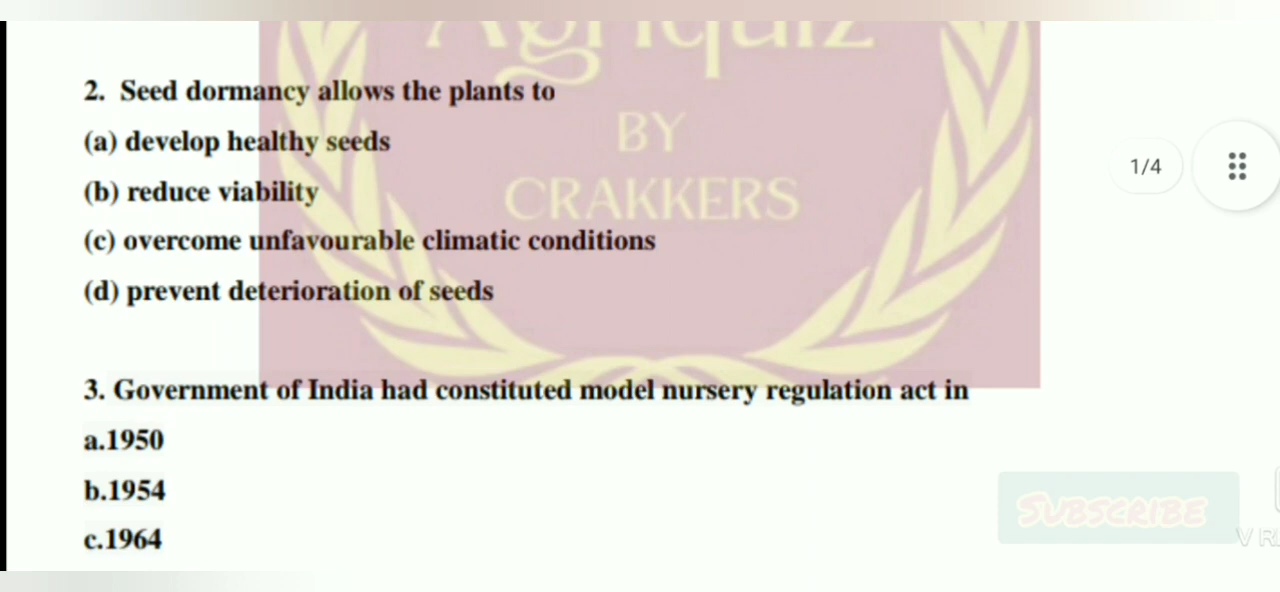 Agriquiz
BY
CRAKKERS
2. Seed dormancy allows the plants to
(a) develop healthy seeds
(b) reduce viability
(c) overcome unfavourable climatic conditions
(d) prevent deterioration of seeds
1/4
3. Government of India had constituted model nursery regulation act in
a.1950
b.1954
c.1964
SUBSCRIBE